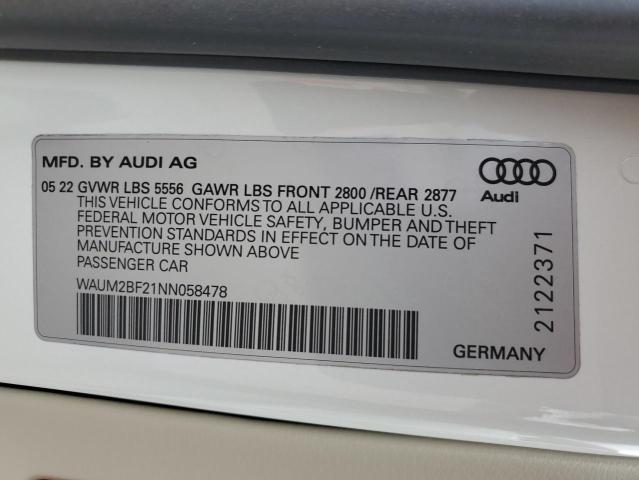 MFD. BY AUDI AG
05 22 GVWR LBS 5556 GAWR LBS FRONT 2800 /REAR 2877
THIS VEHICLE CONFORMS TO ALL APPLICABLE U.S.
FEDERAL MOTOR VEHICLE SAFETY, BUMPER AND THEFT
PREVENTION STANDARDS IN EFFECT ON THE DATE OF
MANUFACTURE SHOWN ABOVE
PASSENGER CAR
WAUM2BF21NN058478
Audi
2122371
GERMANY